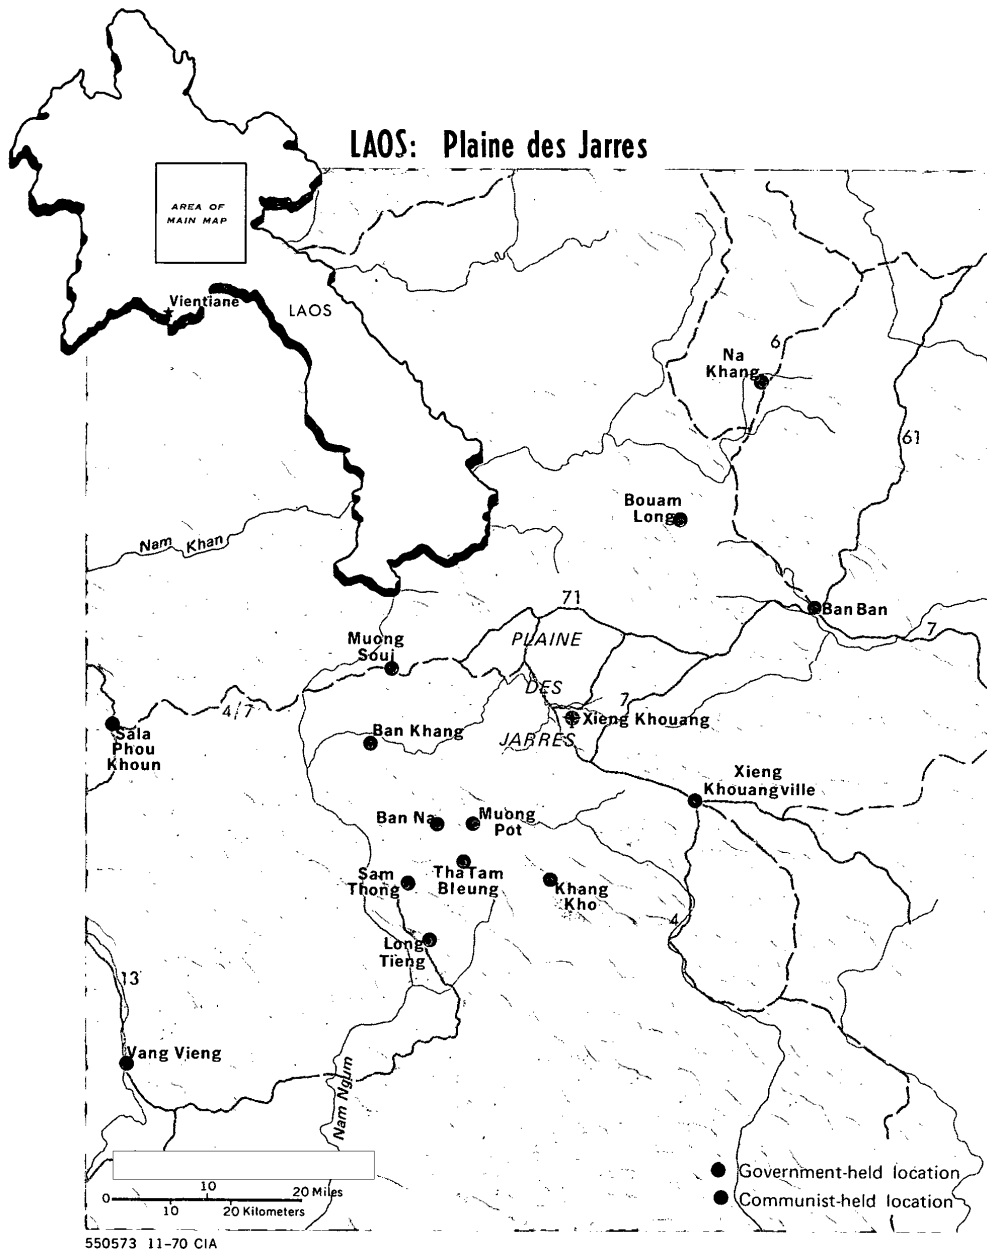 LAOS: Plaine des Jarres
AREA OF
MAIN MAP
Vientiane
LAOS
6
Na
Khang
61
Bouam
Long
Nam Khan
71
Ban Ban
7
Muong
Soui
PLAINE
DES
JARRES
4/7
7
Xieng Khouang
Sala
Phou
Khoun
Ban Khang
Xieng
Khouangville
Ban Na
Muong
Pot
Sam
Thong
Tha Tam
Bleung
Khang
Kho
4
Long
Tieng
13
Vang Vieng
Nam Ngum
Government-held location
Communist-held location
0 10 20 Miles
10 20 Kilometers
550573 11-70 CIA